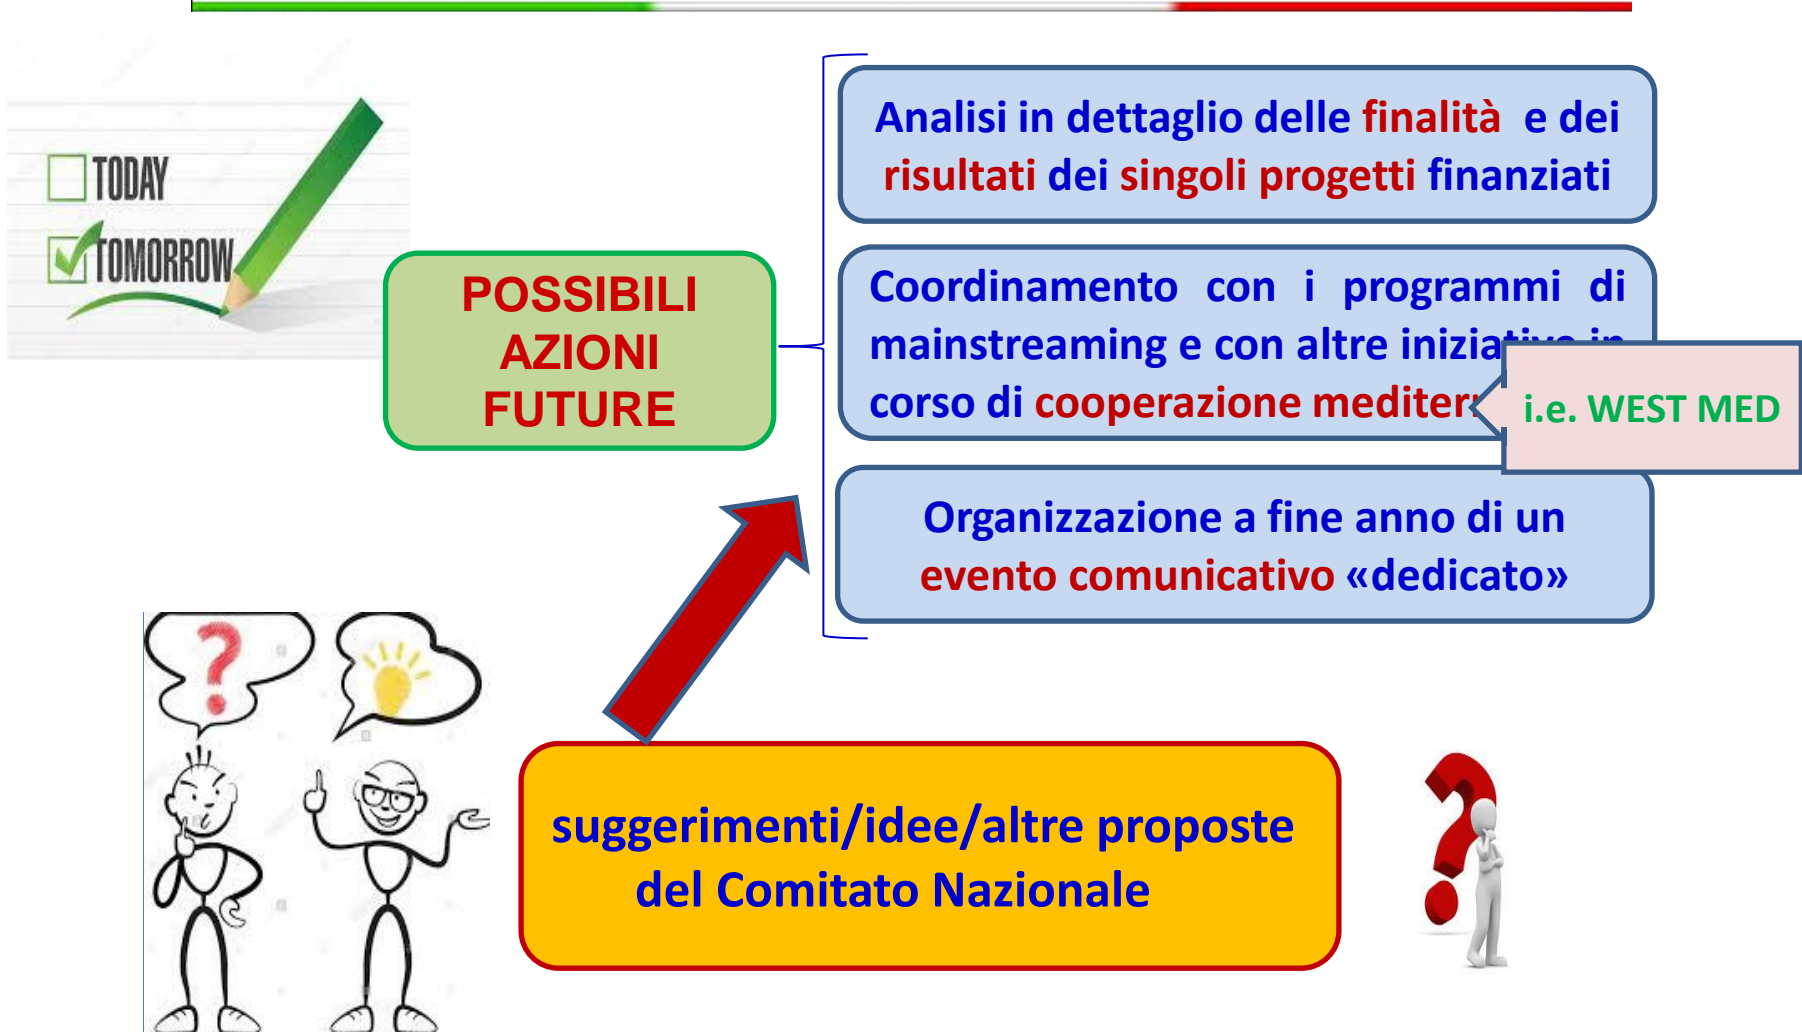 TODAY
TOMORROW
POSSIBILI
AZIONI
FUTURE
Analisi in dettaglio delle finalità e dei
risultati dei singoli progetti finanziati
Coordinamento con i programmi di
mainstreaming e con altre iniziative in
corso di cooperazione
i.e. WEST MED
Organizzazione a fine anno di un
evento comunicativo «dedicato»
suggerimenti/idee/altre proposte
del Comitato Nazionale